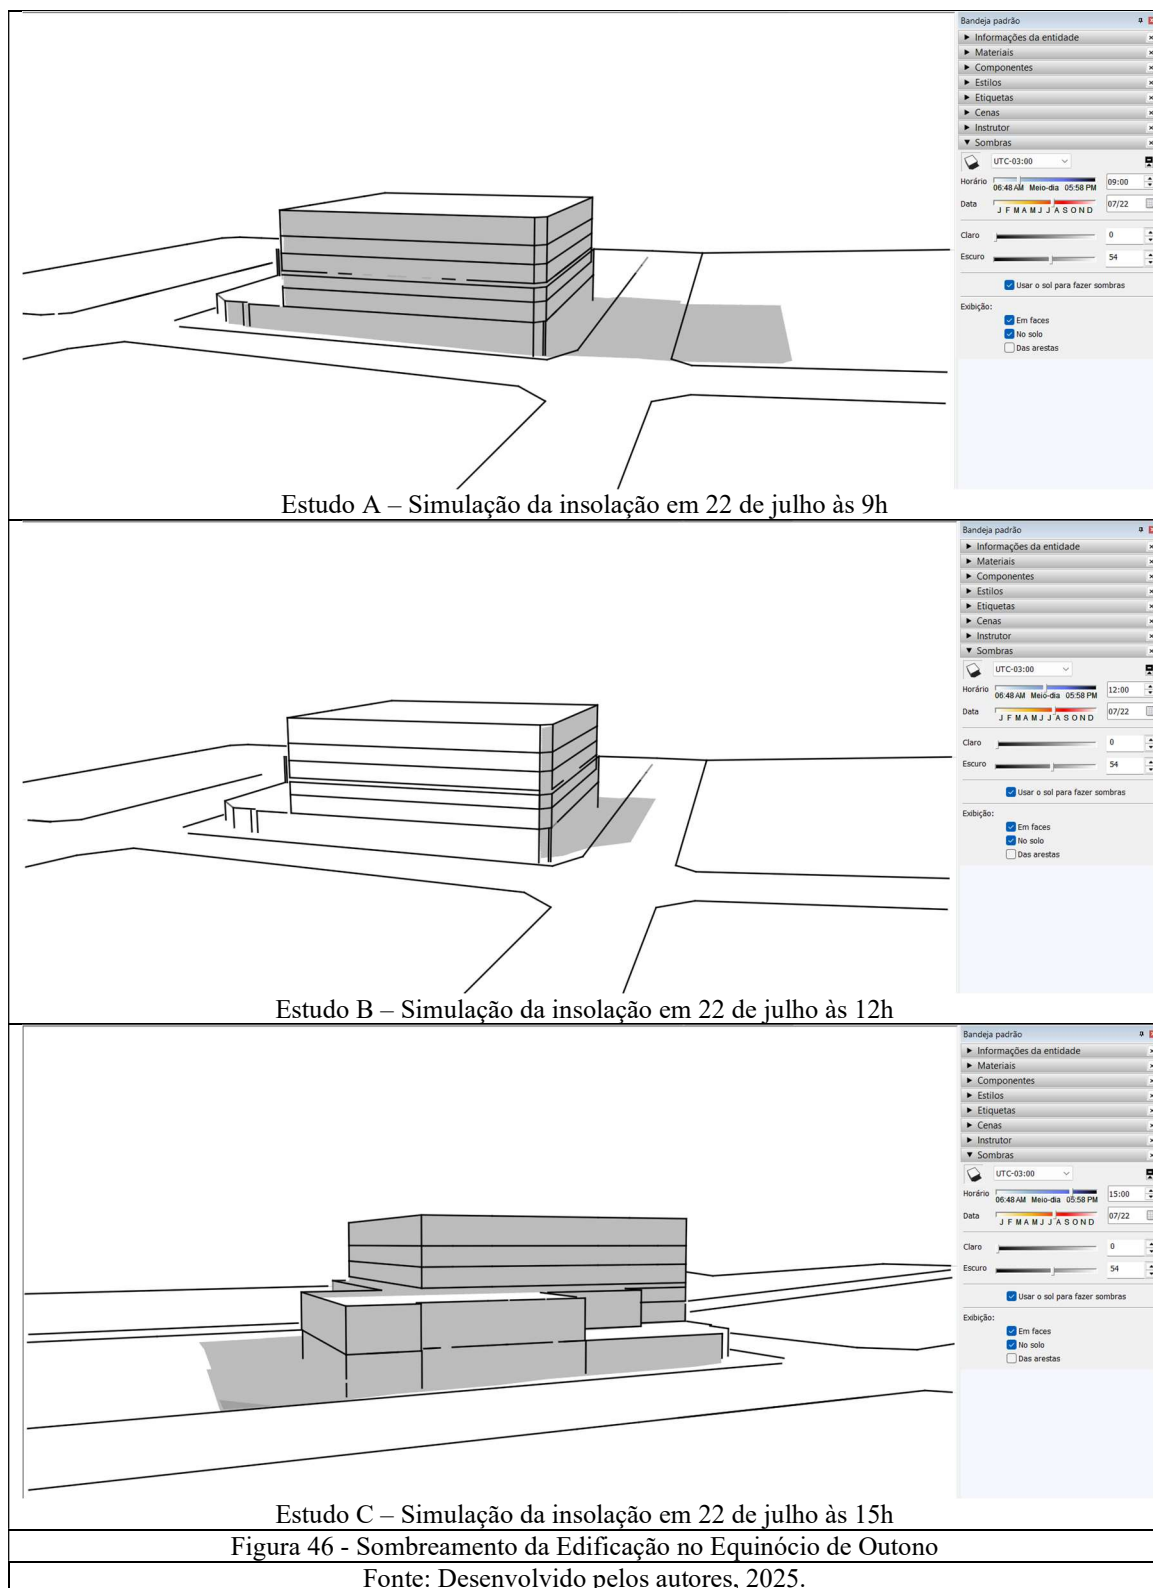 Bandeja padrão
Informações da entidade
Materiais
Componentes
Estilos
Etiquetas
Cenas
Instrutor
Sombras
UTC-03:00
Horário 06:48 AM Meio-dia 05:58 PM 09:00
Data J F M A M J J A S O N D 07/22
Claro 0
Escuro 54
Usar o sol para fazer sombras
Exibição:
Em faces
No solo
Das arestas
Estudo A – Simulação da insolação em 22 de julho às 9h
Bandeja padrão
Informações da entidade
Materiais
Componentes
Estilos
Etiquetas
Cenas
Instrutor
Sombras
UTC-03:00
Horário 06:48 AM Meio-dia 05:58 PM 12:00
Data J F M A M J J A S O N D 07/22
Claro 0
Escuro 54
Usar o sol para fazer sombras
Exibição:
Em faces
No solo
Das arestas
Estudo B – Simulação da insolação em 22 de julho às 12h
Bandeja padrão
Informações da entidade
Materiais
Componentes
Estilos
Etiquetas
Cenas
Instrutor
Sombras
UTC-03:00
Horário 06:48 AM Meio-dia 05:58 PM 15:00
Data J F M A M J J A S O N D 07/22
Claro 0
Escuro 54
Usar o sol para fazer sombras
Exibição:
Em faces
No solo
Das arestas
Estudo C – Simulação da insolação em 22 de julho às 15h
Figura 46 - Sombreamento da Edificação no Equinócio de Outono
Fonte: Desenvolvido pelos autores, 2025.